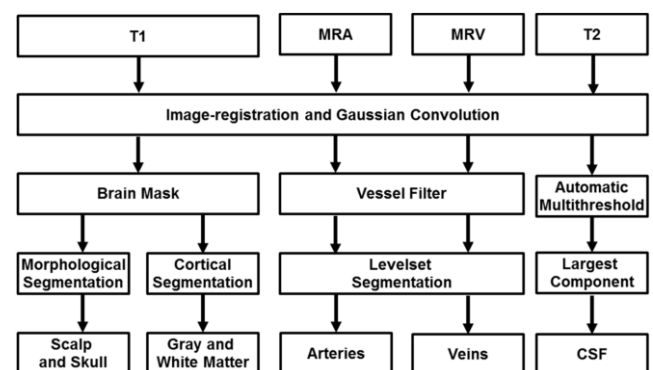 T1
MRA
MRV
T2
Image-registration and Gaussian Convolution
Brain Mask
Vessel Filter
Automatic
Multithreshold
Morphological
Segmentation
Cortical
Segmentation
Levelset
Segmentation
Largest
Component
Scalp
and Skull
Gray and
White Matter
Arteries
Veins
CSF